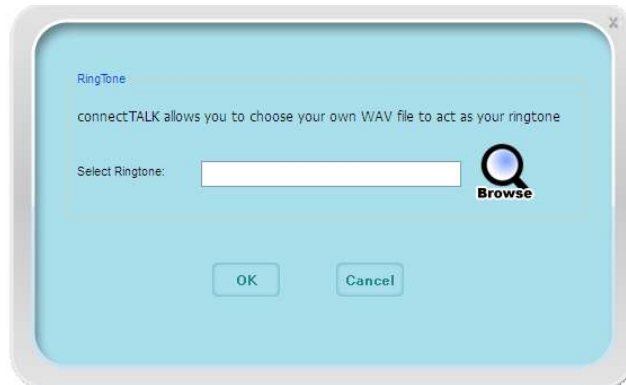 X
RingTone
connectTALK allows you to choose your own WAV file to act as your ringtone
Select Ringtone:
Browse
OK Cancel